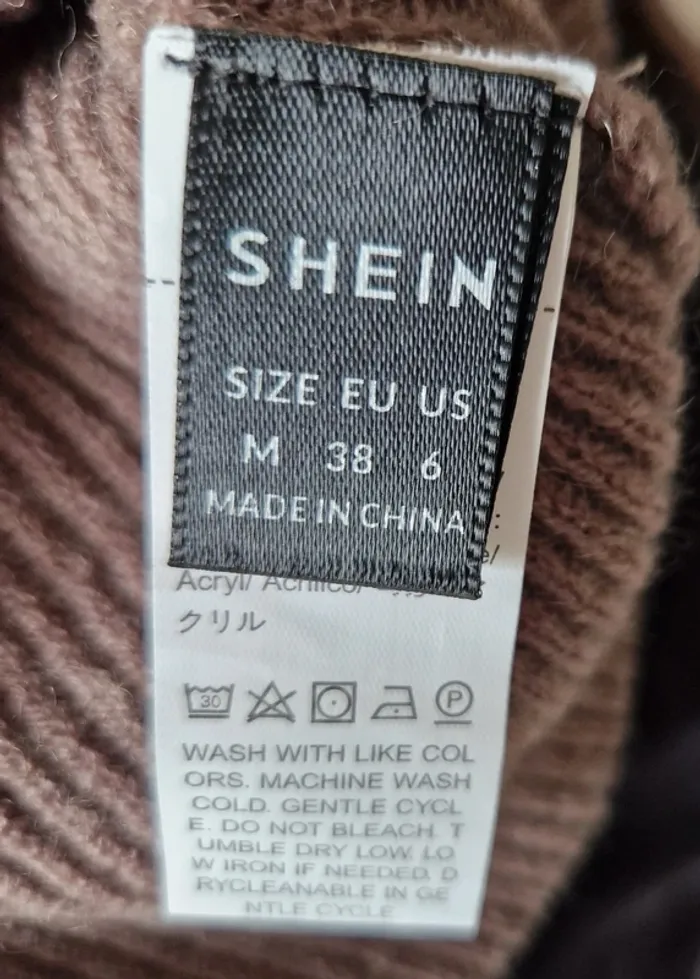 SHEIN
SIZE EU US
M 38 6
MADE IN CHINA
:
Acryl/ Acrílico/
クリル
30 P
WASH WITH LIKE COL
ORS. MACHINE WASH
COLD. GENTLE CYCL
E. DO NOT BLEACH. T
UMBLE DRY LOW. LO
W IRON IF NEEDED. D
RYCLEANABLE IN GE
NTLE CYCLE